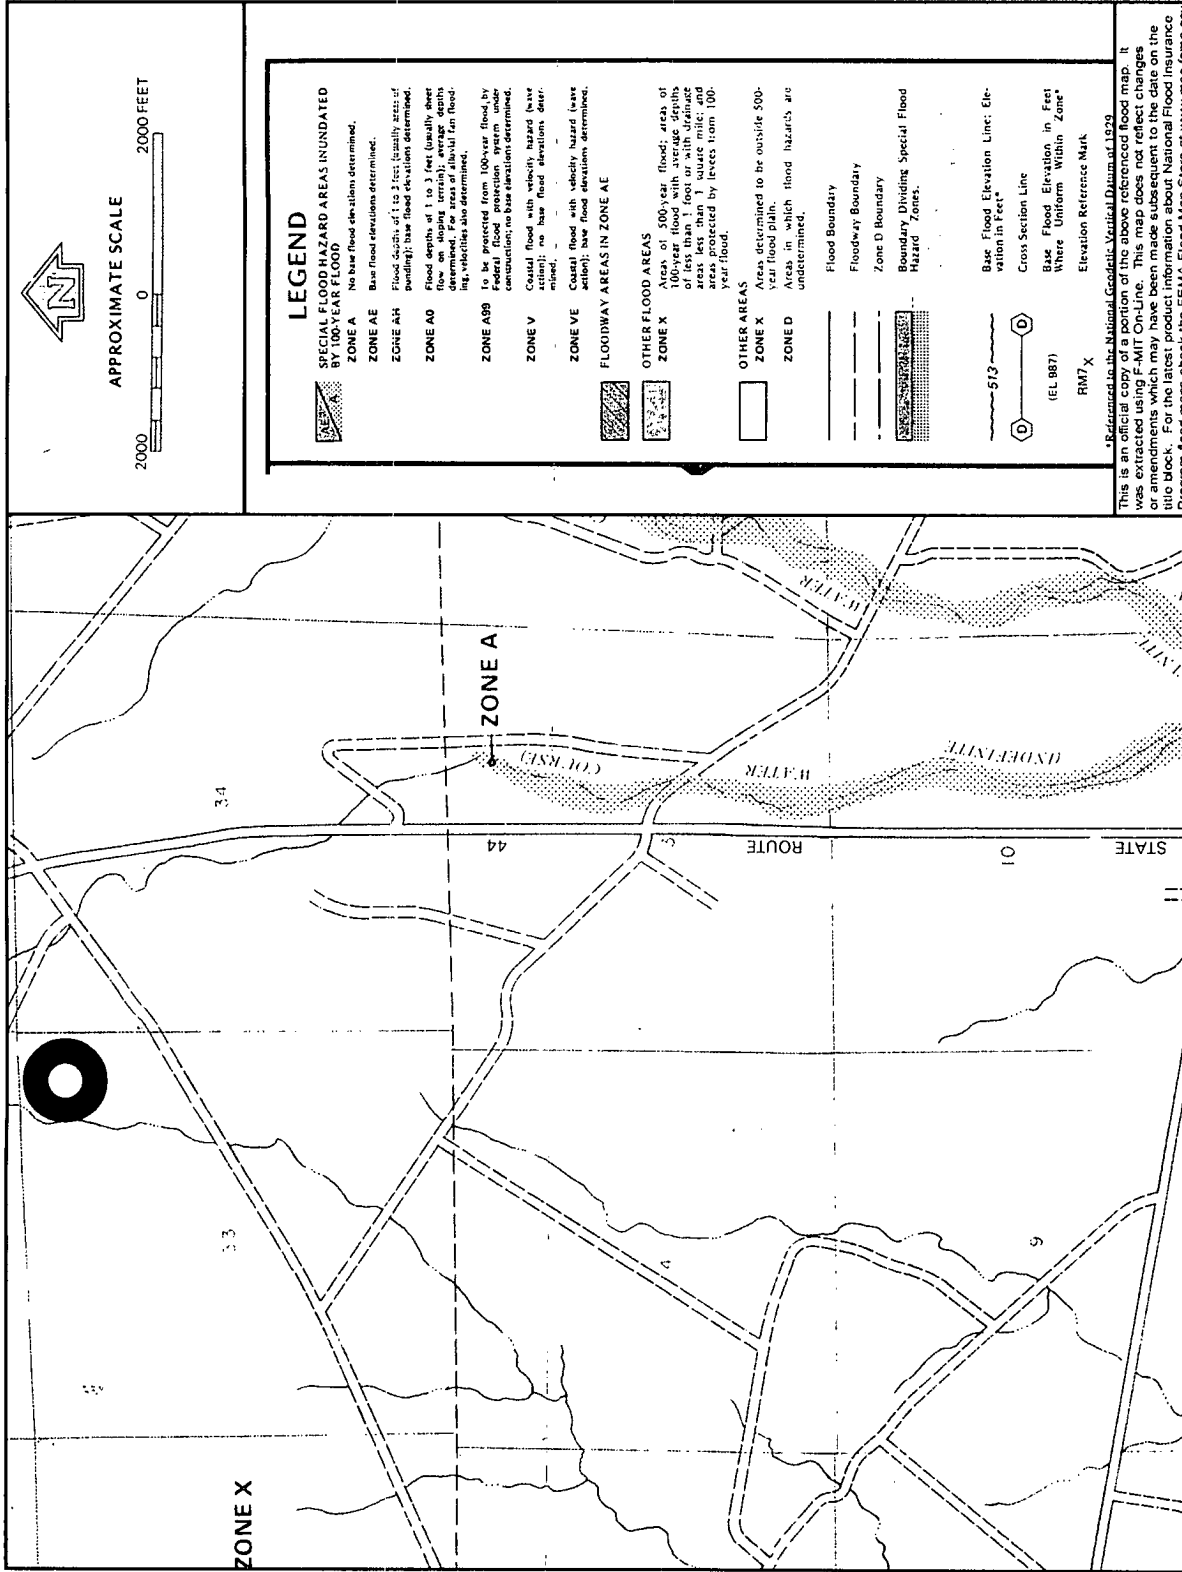 APPROXIMATE SCALE
2000 0 2000 FEET
N
LEGEND
SPECIAL FLOOD HAZARD AREAS INUNDATED
BY 100-YEAR FLOOD
ZONE A No base flood elevations determined.
ZONE AE Base flood elevations determined.
ZONE AH Flood depths of 1 to 3 feet (usually areas of
ponding); base flood elevations determined.
ZONE AO Flood depths of 1 to 3 feet (usually sheet
flow on sloping terrain); average depths
determined. For areas of alluvial fan flood-
ing, velocities also determined.
ZONE A99 To be protected from 100-year flood by
Federal flood protection system under
construction; no base elevations determined.
ZONE V Coastal flood with velocity hazard (wave
action); no base flood elevations deter-
mined.
ZONE VE Coastal flood with velocity hazard (wave
action); base flood elevations determined.
FLOODWAY AREAS IN ZONE AE
OTHER FLOOD AREAS
ZONE X Areas of 500-year flood; areas of
100-year flood with average depths
of less than 1 foot or with drainage
areas less than 1 square mile; and
areas protected by levees from 100-
year flood.
OTHER AREAS
ZONE X Areas determined to be outside 500-
year flood plain.
ZONE D Areas in which flood hazards are
undetermined.
Flood Boundary
Floodway Boundary
Zone D Boundary
Boundary Dividing Special Flood
Hazard Zones.
513 Base Flood Elevation Line; Ele-
vation in Feet*
D D Cross Section Line
(EL 987) Base Flood Elevation in Feet
Where Uniform Within Zone*
RM7 X Elevation Reference Mark
*Referenced to the National Geodetic Vertical Datum of 1929
This is an official copy of a portion of the above referenced flood map. It
was extracted using F-MIT On-Line. This map does not reflect changes
or amendments which may have been made subsequent to the date on the
title block. For the latest product information about National Flood Insurance
ZONE X
33
34
ZONE A
COURSE)
WATER
(INDEFINITE
WATER
44
3
ROUTE
10
STATE
4
9